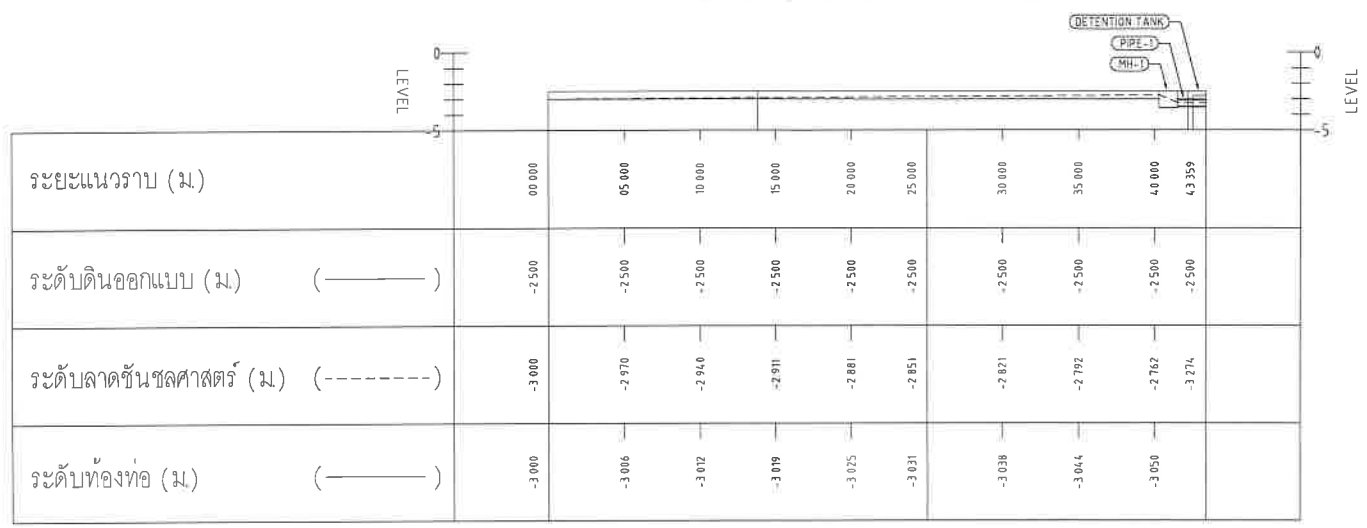 DETENTION TANK
PIPE-1
MH-1
0
0
LEVEL
LEVEL
-5
-5
ระยะแนวราบ (ม.) 00 000 05 000 10 000 15 000 20 000 25 000 30 000 35 000 40 000 43 359
ระดับดินออกแบบ (ม.) (————) -2 500 -2 500 -2 500 -2 500 -2 500 -2 500 -2 500 -2 500 -2 500 -2 500
ระดับลาดชันชลศาสตร์ (ม.) (---------) -3 000 -2 970 -2 940 -2.911 -2 881 -2 851 -2 821 -2 792 -2 762 -3 274
ระดับท้องท่อ (ม.) (————) -3 000 -3 006 -3 012 -3 019 -3 025 -3 031 -3 038 -3 044 -3 050